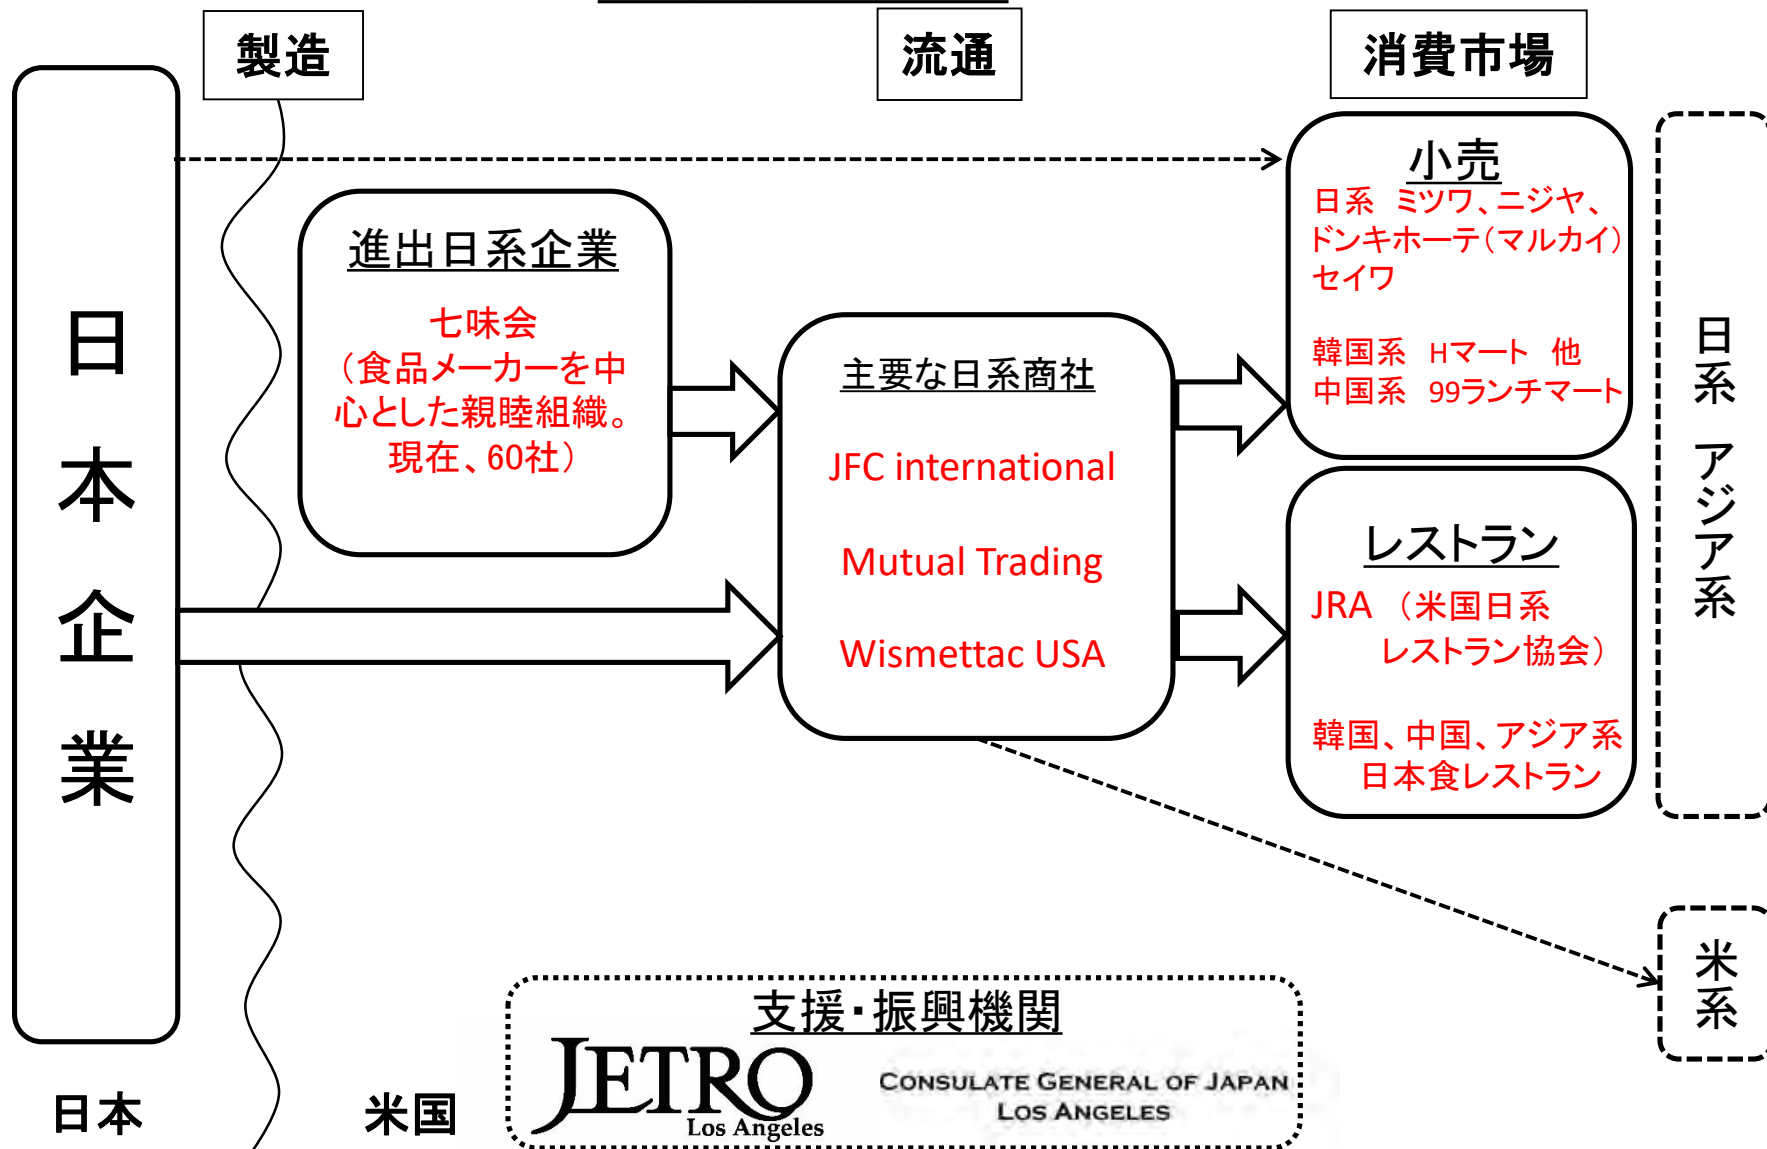 製造
流通
消費市場
日本企業
進出日系企業
七味会
（食品メーカーを中
心とした親睦組織。
現在、60社）
主要な日系商社
JFC international
Mutual Trading
Wismettac USA
小売
日系　ミツワ、ニジヤ、
ドンキホーテ（マルカイ）
セイワ
韓国系　Hマート　他
中国系　99ランチマート
レストラン
JRA （米国日系
レストラン協会）
韓国、中国、アジア系
日本食レストラン
日系　アジア系
米系
支援・振興機関
JETRO
Los Angeles
CONSULATE GENERAL OF JAPAN
LOS ANGELES
日本
米国